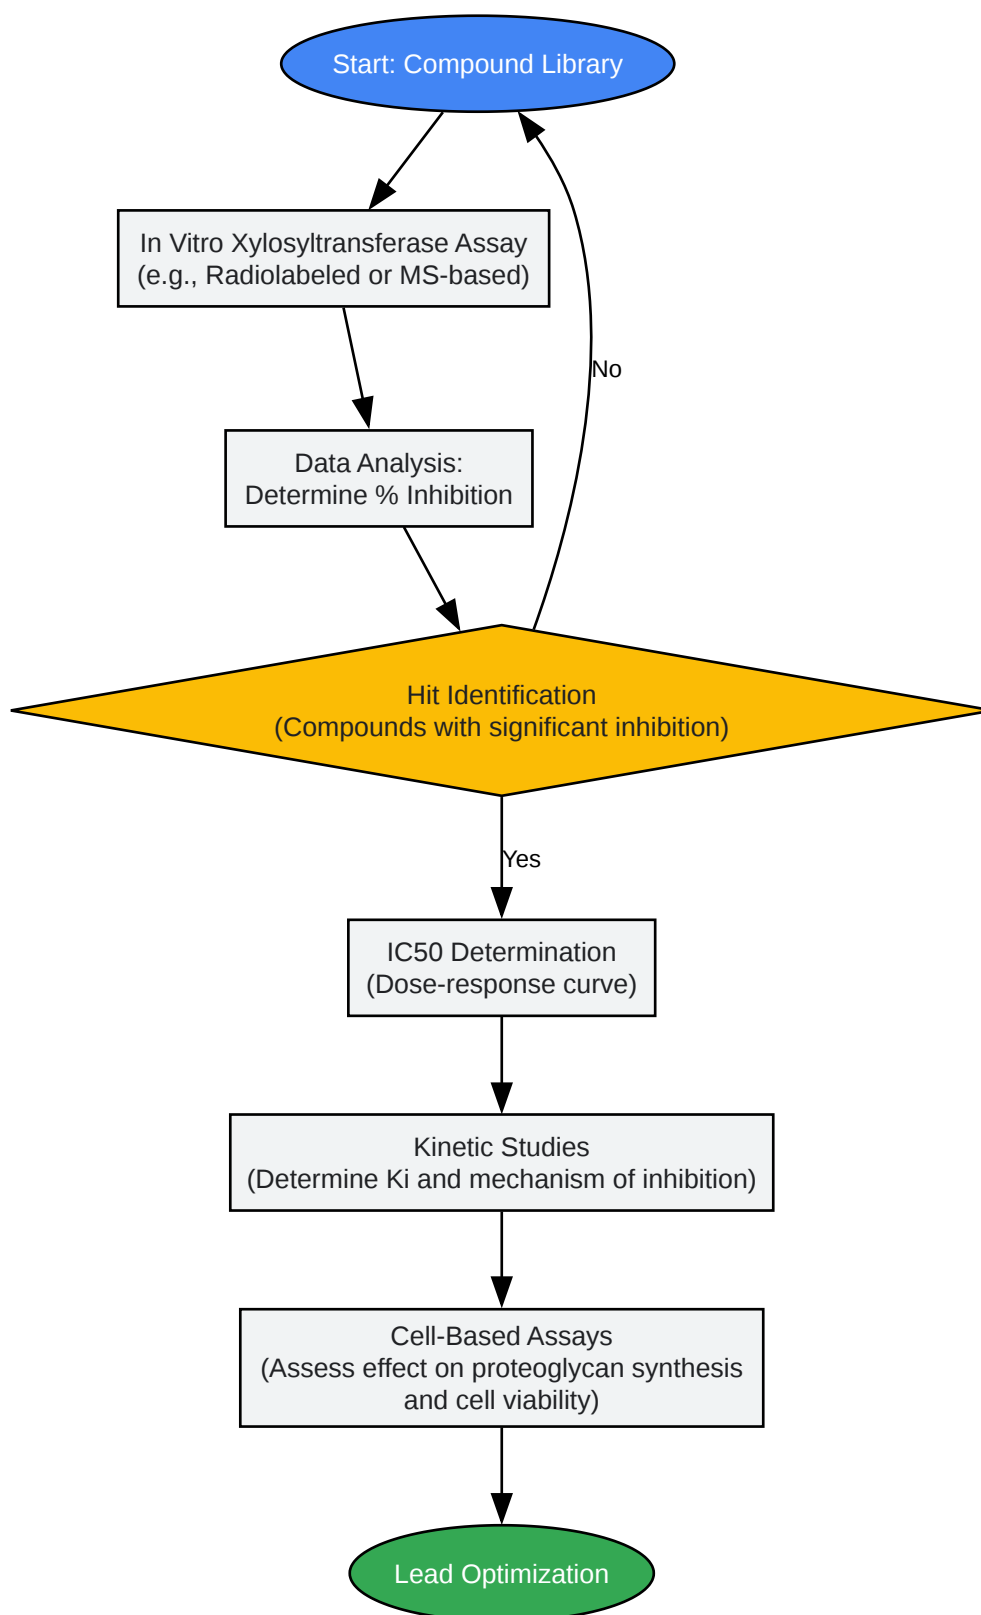 Start: Compound Library
In Vitro Xylosyltransferase Assay
(e.g., Radiolabeled or MS-based)
No
Data Analysis:
Determine % Inhibition
Hit Identification
(Compounds with significant inhibition)
Yes
IC50 Determination
(Dose-response curve)
Kinetic Studies
(Determine Ki and mechanism of inhibition)
Cell-Based Assays
(Assess effect on proteoglycan synthesis
and cell viability)
Lead Optimization